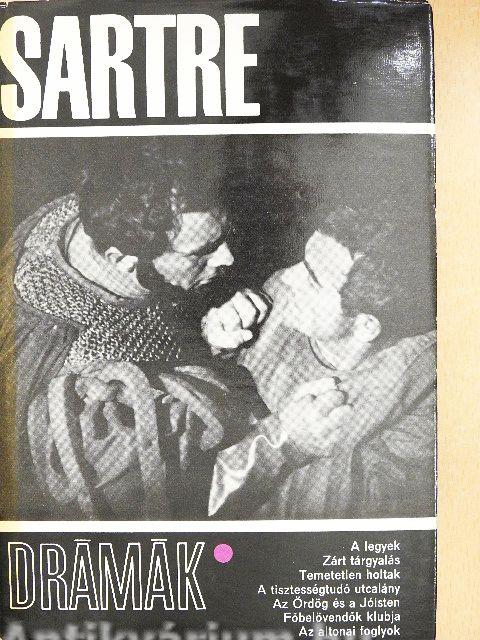 SARTRE
DRÁMÁK
A legyek
Zárt tárgyalás
Temetetlen holtak
A tisztességtudó utcalány
Az Ördög és a Jóisten
Főbelövendők klubja
Az altonai foglyok